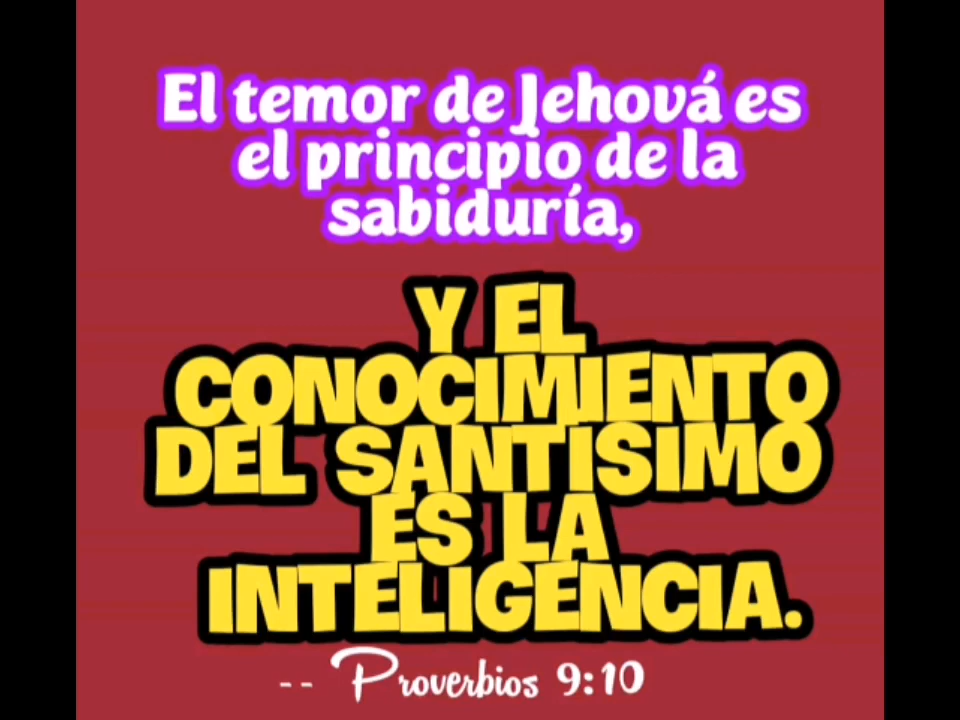 El temor de Jehová es
el principio de la
sabiduría,
Y EL
CONOCIMIENTO
DEL SANTISIMO
ES LA
INTELIGENCIA.
-- Proverbios 9:10